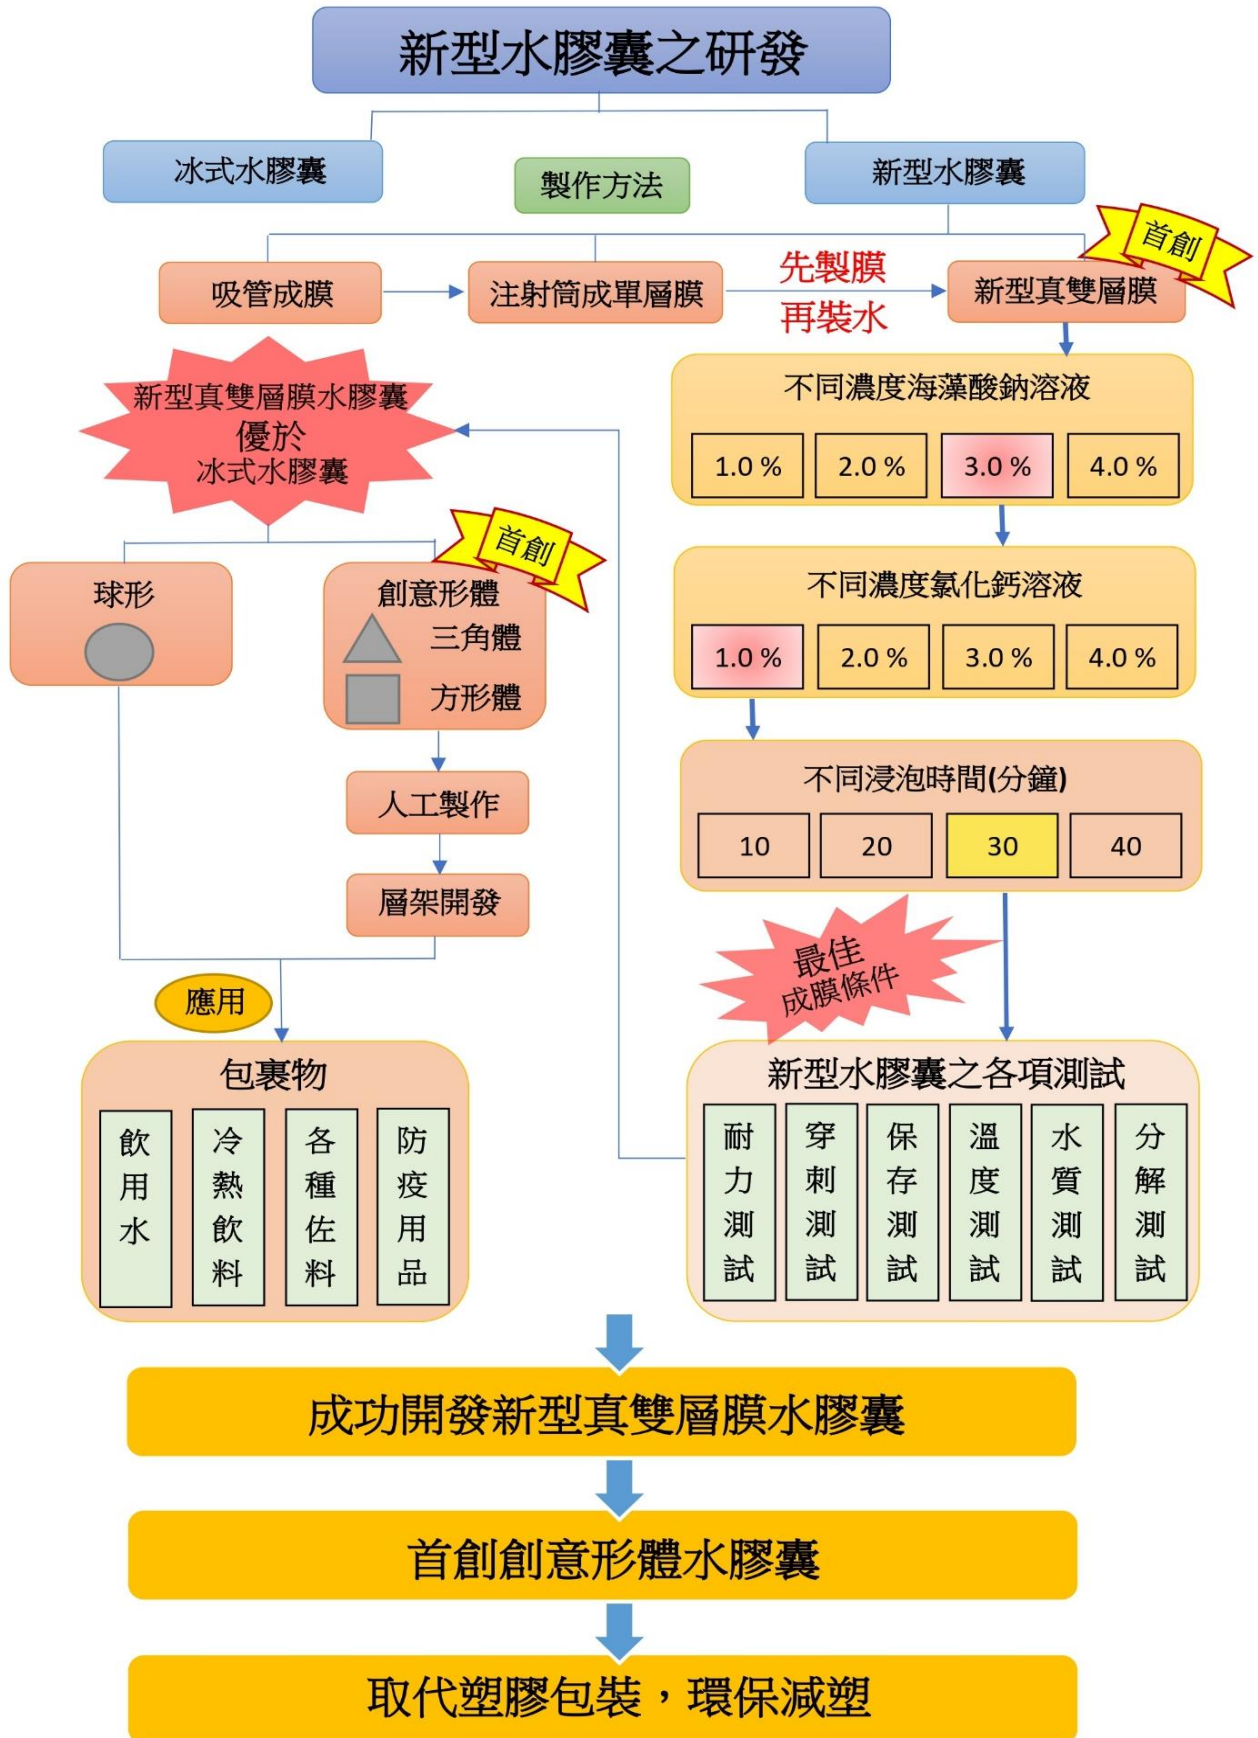 新型水膠囊之研發
冰式水膠囊
製作方法
新型水膠囊
首創
吸管成膜
注射筒成單層膜
先製膜
再裝水
新型真雙層膜
新型真雙層膜水膠囊
優於
冰式水膠囊
不同濃度海藻酸鈉溶液
1.0 %
2.0 %
3.0 %
4.0 %
首創
球形
創意形體
三角體
方形體
不同濃度氯化鈣溶液
1.0 %
2.0 %
3.0 %
4.0 %
人工製作
層架開發
不同浸泡時間(分鐘)
10
20
30
40
最佳
成膜條件
應用
包裹物
飲用水
冷熱飲料
各種佐料
防疫用品
新型水膠囊之各項測試
耐力測試
穿刺測試
保存測試
溫度測試
水質測試
分解測試
成功開發新型真雙層膜水膠囊
首創創意形體水膠囊
取代塑膠包裝，環保減塑